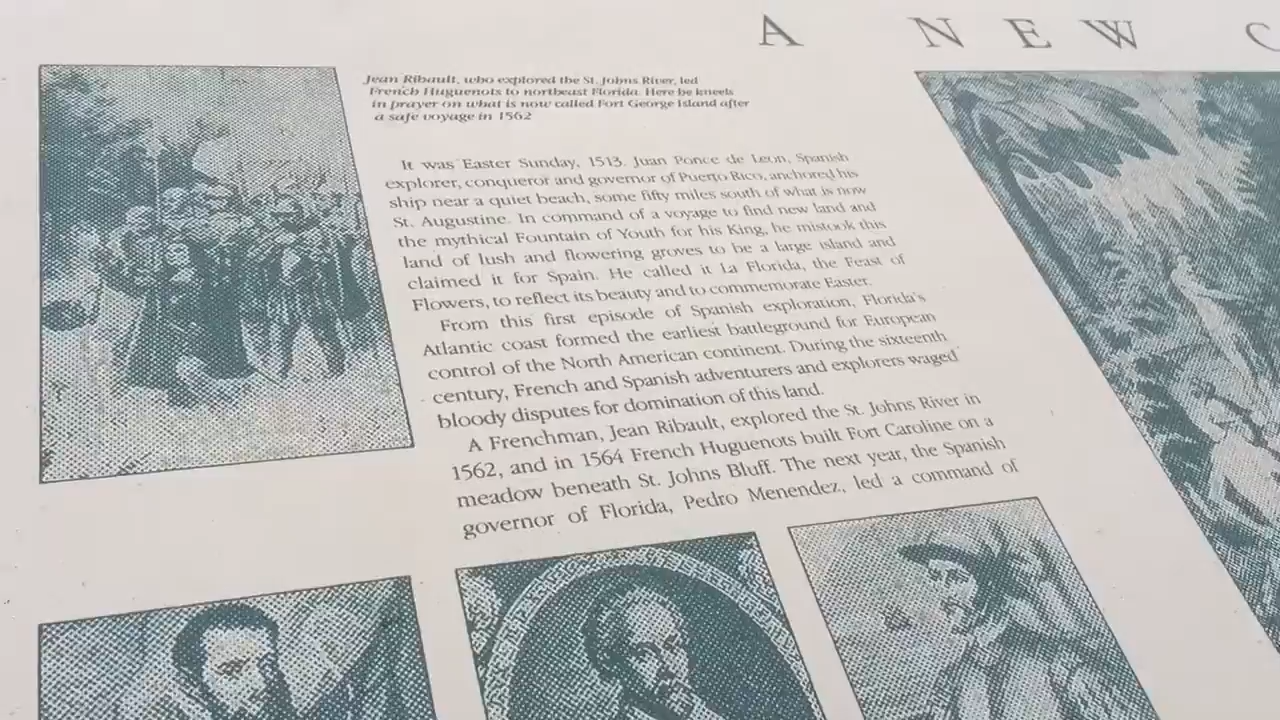 A NEW C
Jean Ribault, who explored the St. Johns River, led
French Huguenots to northeast Florida. Here he kneels
in prayer on what is now called Fort George Island after
a safe voyage in 1562
It was Easter Sunday, 1513. Juan Ponce de Leon, Spanish
explorer, conqueror and governor of Puerto Rico, anchored his
ship near a quiet beach, some fifty miles south of what is now
St. Augustine. In command of a voyage to find new land and
the mythical Fountain of Youth for his King, he mistook this
land of lush and flowering groves to be a large island and
claimed it for Spain. He called it La Florida, the Feast of
Flowers, to reflect its beauty and to commemorate Easter.
From this first episode of Spanish exploration, Florida's
Atlantic coast formed the earliest battleground for European
control of the North American continent. During the sixteenth
century, French and Spanish adventurers and explorers waged
bloody disputes for domination of this land.
A Frenchman, Jean Ribault, explored the St. Johns River in
1562, and in 1564 French Huguenots built Fort Caroline on a
meadow beneath St. Johns Bluff. The next year, the Spanish
governor of Florida, Pedro Menendez, led a command of